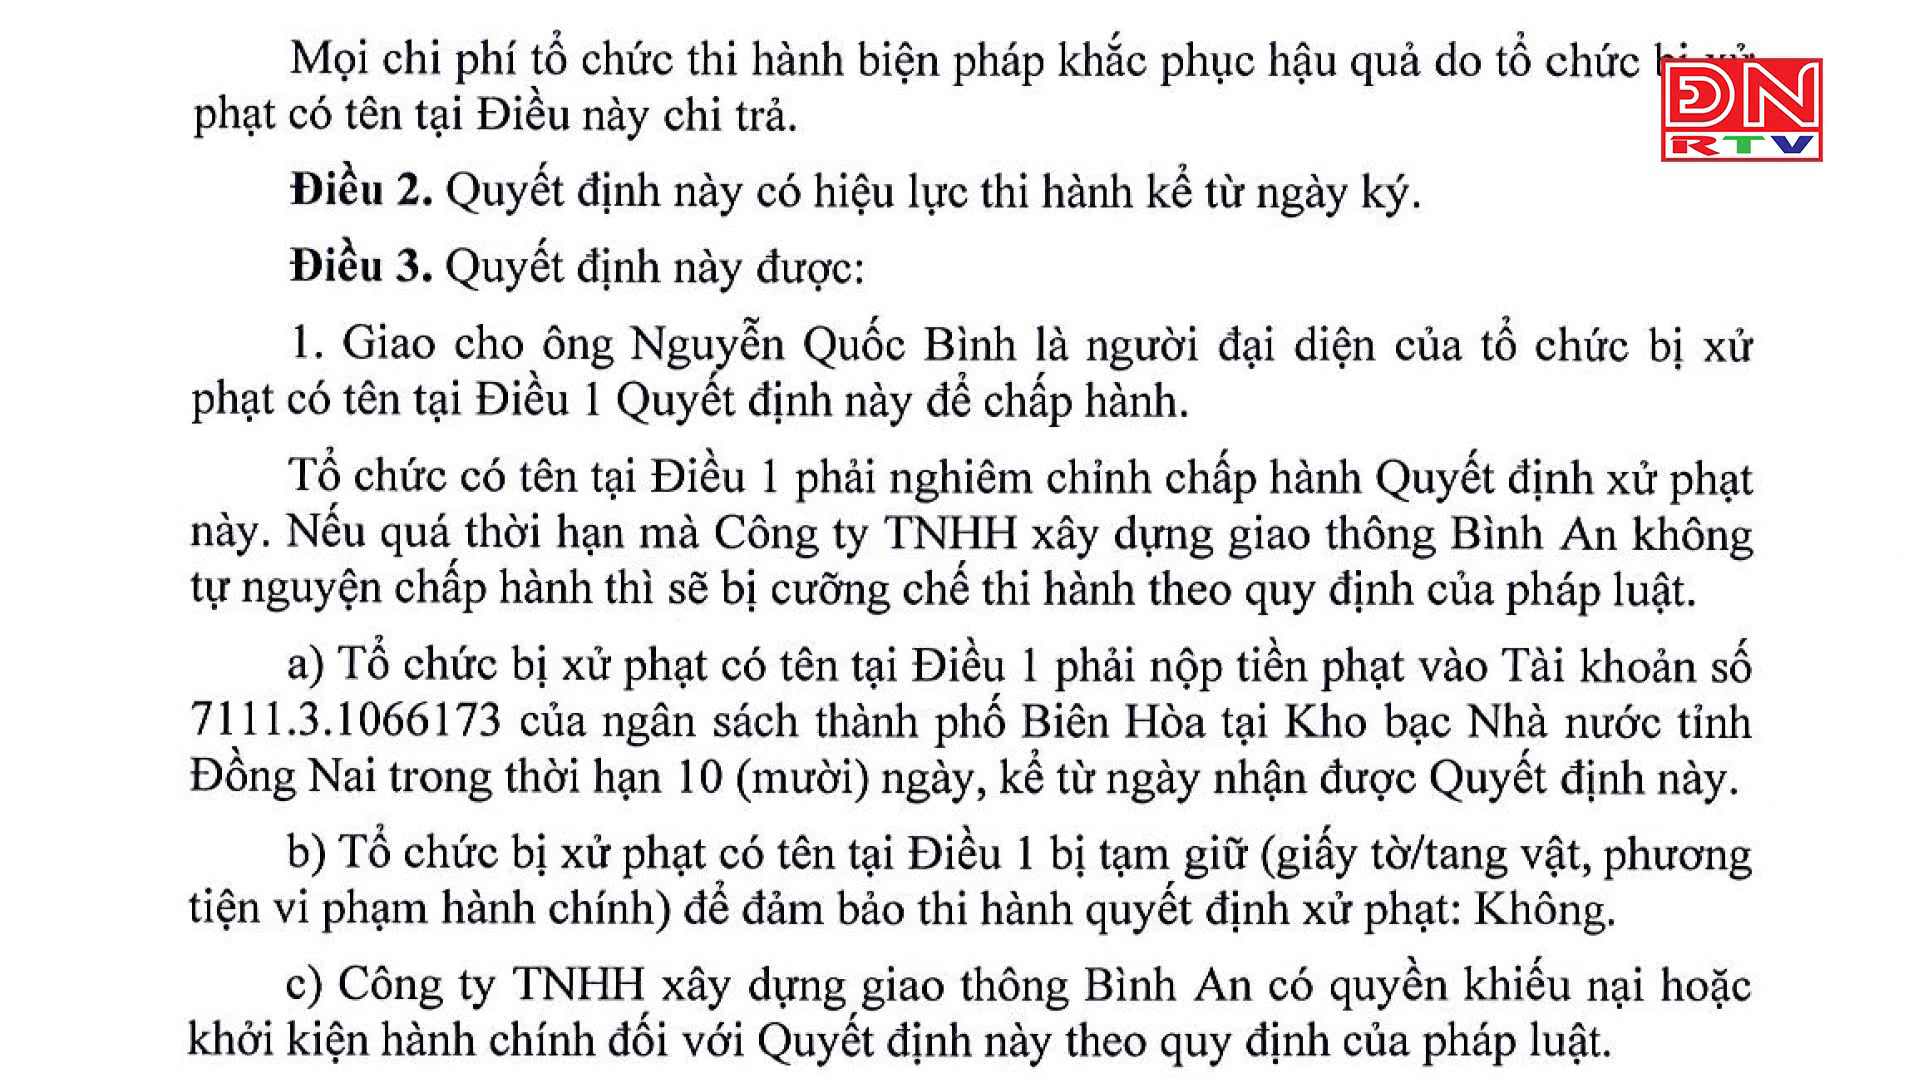 Mọi chi phí tổ chức thi hành biện pháp khắc phục hậu quả do tổ chức bị xử
phạt có tên tại Điều này chi trả.
ĐN
RTV
Điều 2. Quyết định này có hiệu lực thi hành kể từ ngày ký.
Điều 3. Quyết định này được:
1. Giao cho ông Nguyễn Quốc Bình là người đại diện của tổ chức bị xử
phạt có tên tại Điều 1 Quyết định này để chấp hành.
Tổ chức có tên tại Điều 1 phải nghiêm chỉnh chấp hành Quyết định xử phạt
này. Nếu quá thời hạn mà Công ty TNHH xây dựng giao thông Bình An không
tự nguyện chấp hành thì sẽ bị cưỡng chế thi hành theo quy định của pháp luật.
a) Tổ chức bị xử phạt có tên tại Điều 1 phải nộp tiền phạt vào Tài khoản số
7111.3.1066173 của ngân sách thành phố Biên Hòa tại Kho bạc Nhà nước tỉnh
Đồng Nai trong thời hạn 10 (mười) ngày, kể từ ngày nhận được Quyết định này.
b) Tổ chức bị xử phạt có tên tại Điều 1 bị tạm giữ (giấy tờ/tang vật, phương
tiện vi phạm hành chính) để đảm bảo thi hành quyết định xử phạt: Không.
c) Công ty TNHH xây dựng giao thông Bình An có quyền khiếu nại hoặc
khởi kiện hành chính đối với Quyết định này theo quy định của pháp luật.